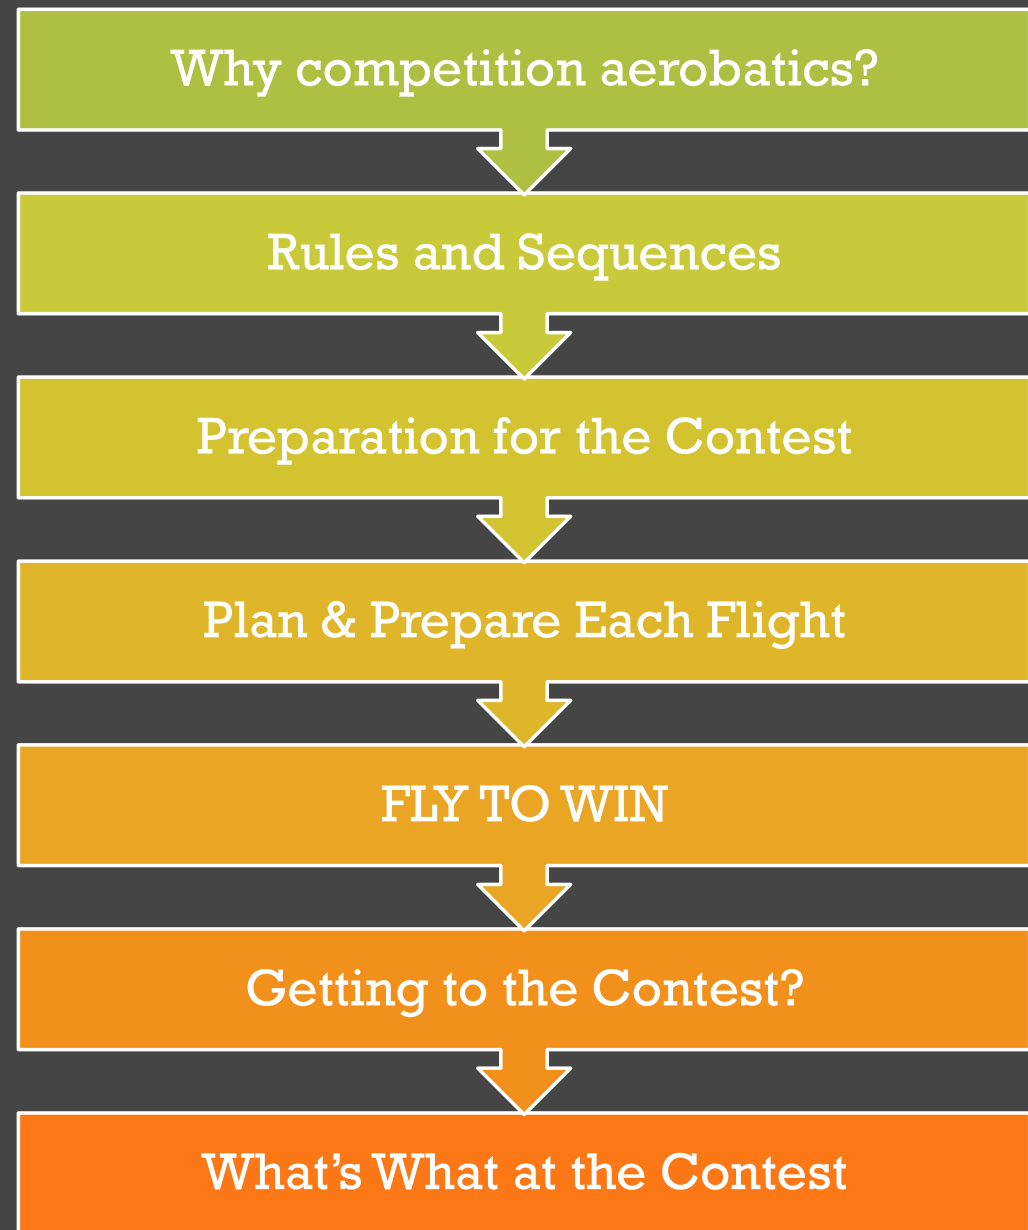 Why competition aerobatics?
Rules and Sequences
Preparation for the Contest
Plan & Prepare Each Flight
FLY TO WIN
Getting to the Contest?
What’s What at the Contest